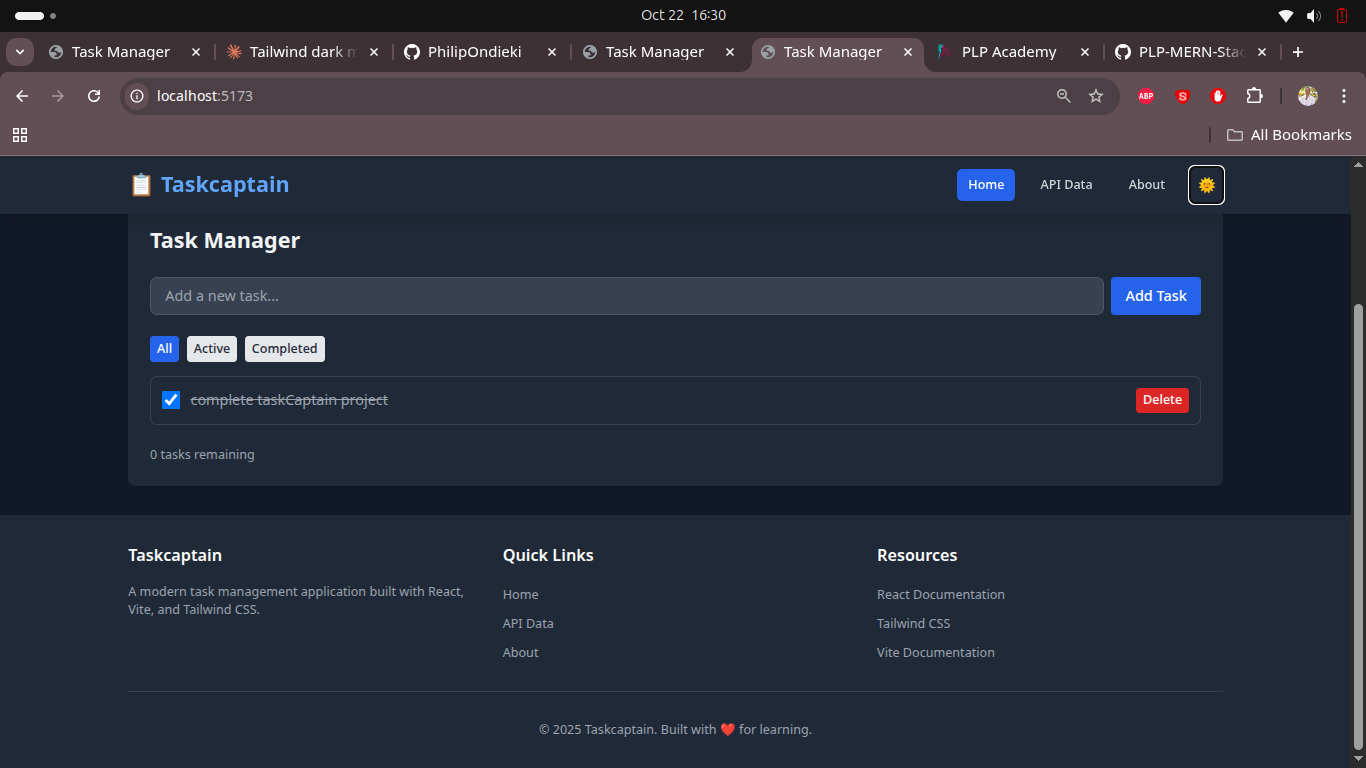 Oct 22 16:30
Task Manager
Tailwind dark m
PhilipOndieki
Task Manager
Task Manager
PLP Academy
PLP-MERN-Stac
localhost:5173
ABP
S
All Bookmarks
Taskcaptain
Home
API Data
About
Task Manager
Add a new task...
Add Task
All
Active
Completed
complete taskCaptain project
Delete
0 tasks remaining
Taskcaptain
A modern task management application built with React,
Vite, and Tailwind CSS.
Quick Links
Home
API Data
About
Resources
React Documentation
Tailwind CSS
Vite Documentation
© 2025 Taskcaptain. Built with ❤️ for learning.